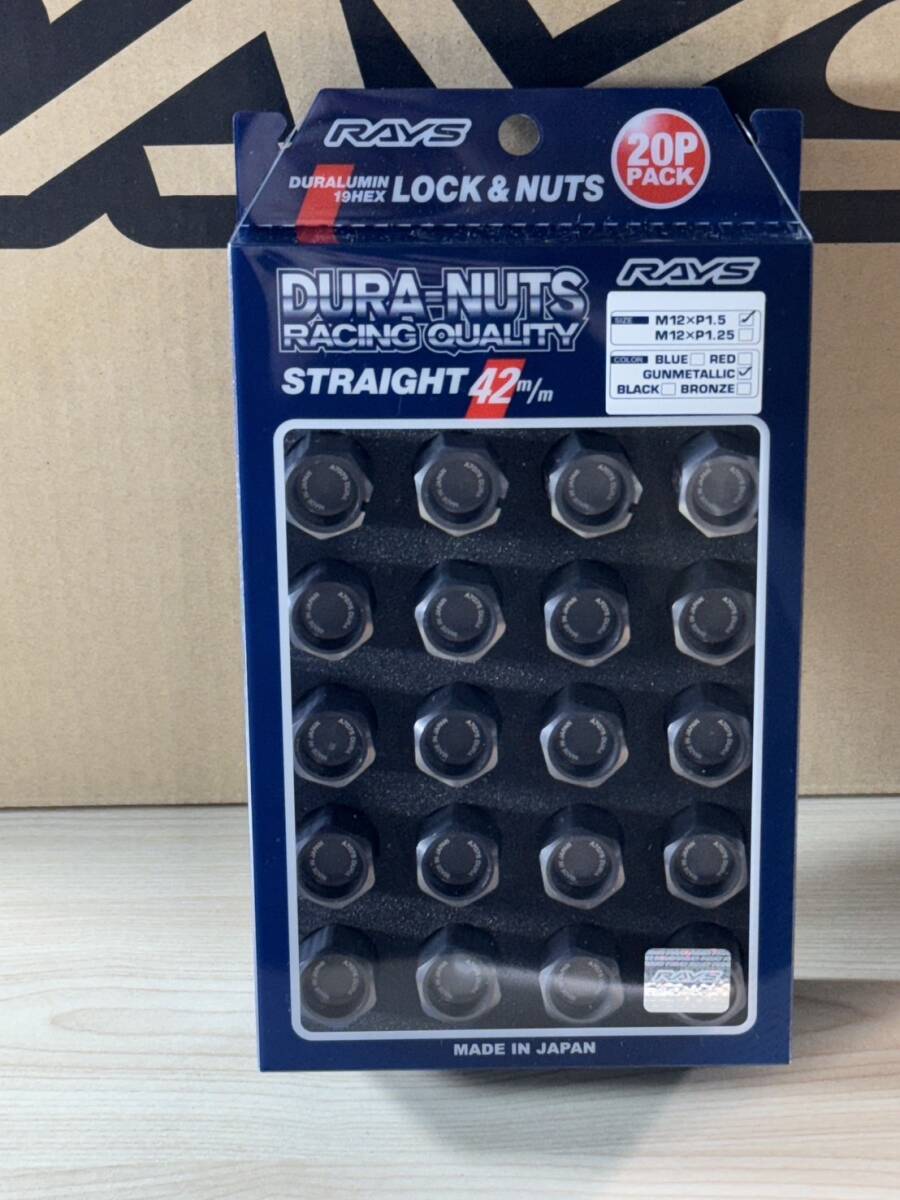 RAYS
20P
PACK
DURALUMIN
19HEX LOCK & NUTS
DURA-NUTS
RACING QUALITY
STRAIGHT 42 m/m
RAYS
SIZE M12×P1.5
M12×P1.25
COLOR BLUE RED
GUNMETALLIC
BLACK BRONZE
RAYS
MADE IN JAPAN